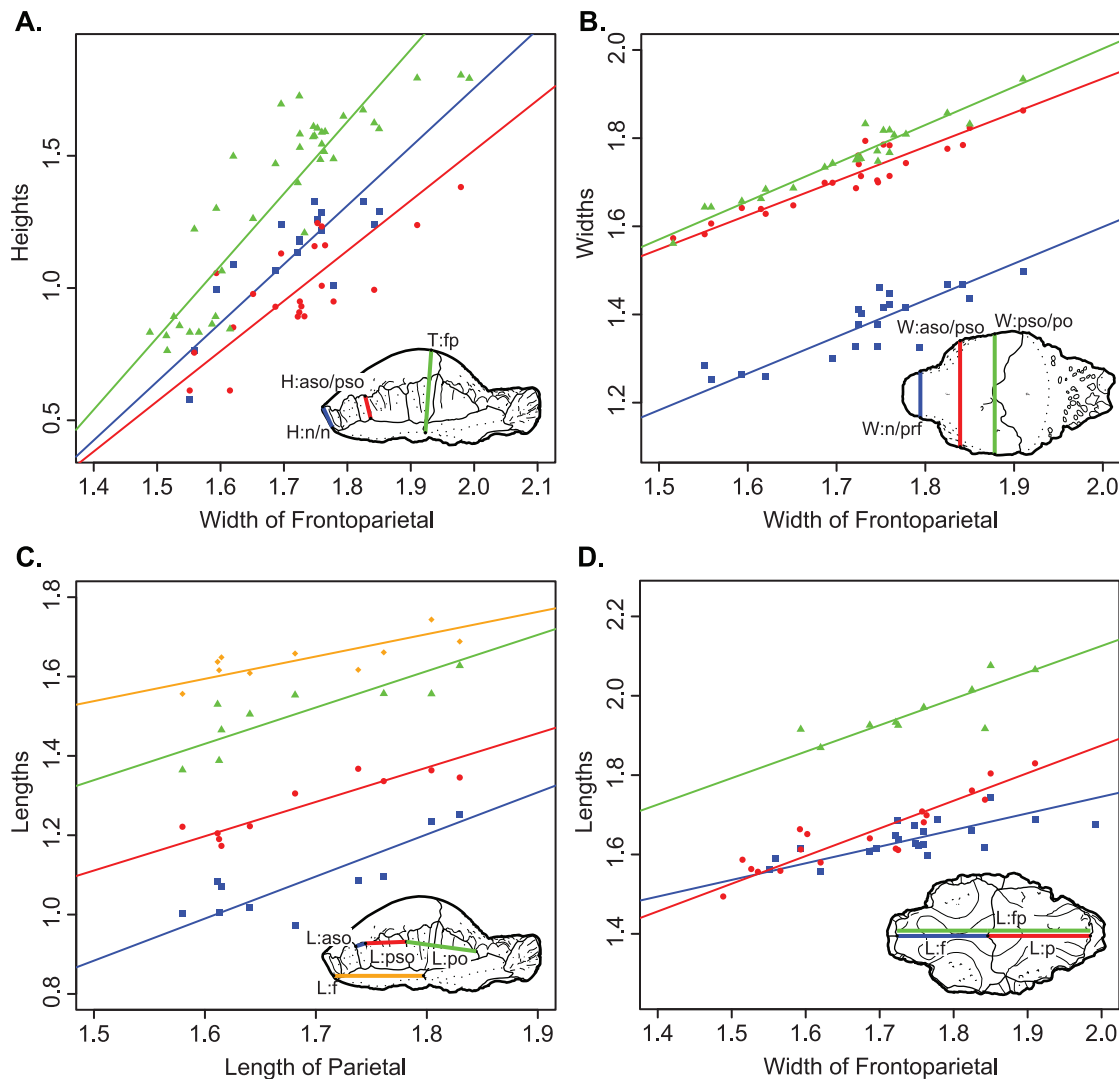 A.
Heights
1.5
1.0
0.5
T:fp
H:aso/pso
H:n/n
1.4 1.5 1.6 1.7 1.8 1.9 2.0 2.1
Width of Frontoparietal
B.
Widths
2.0
1.8
1.6
1.4
1.2
W:aso/pso
W:pso/po
W:n/prf
1.5 1.6 1.7 1.8 1.9 2.0
Width of Frontoparietal
C.
Lengths
1.8
1.6
1.4
1.2
1.0
0.8
L:aso
L:pso
L:po
L:f
1.5 1.6 1.7 1.8 1.9
Length of Parietal
D.
Lengths
2.2
2.0
1.8
1.6
1.4
L:fp
L:f
L:p
1.4 1.5 1.6 1.7 1.8 1.9 2.0
Width of Frontoparietal